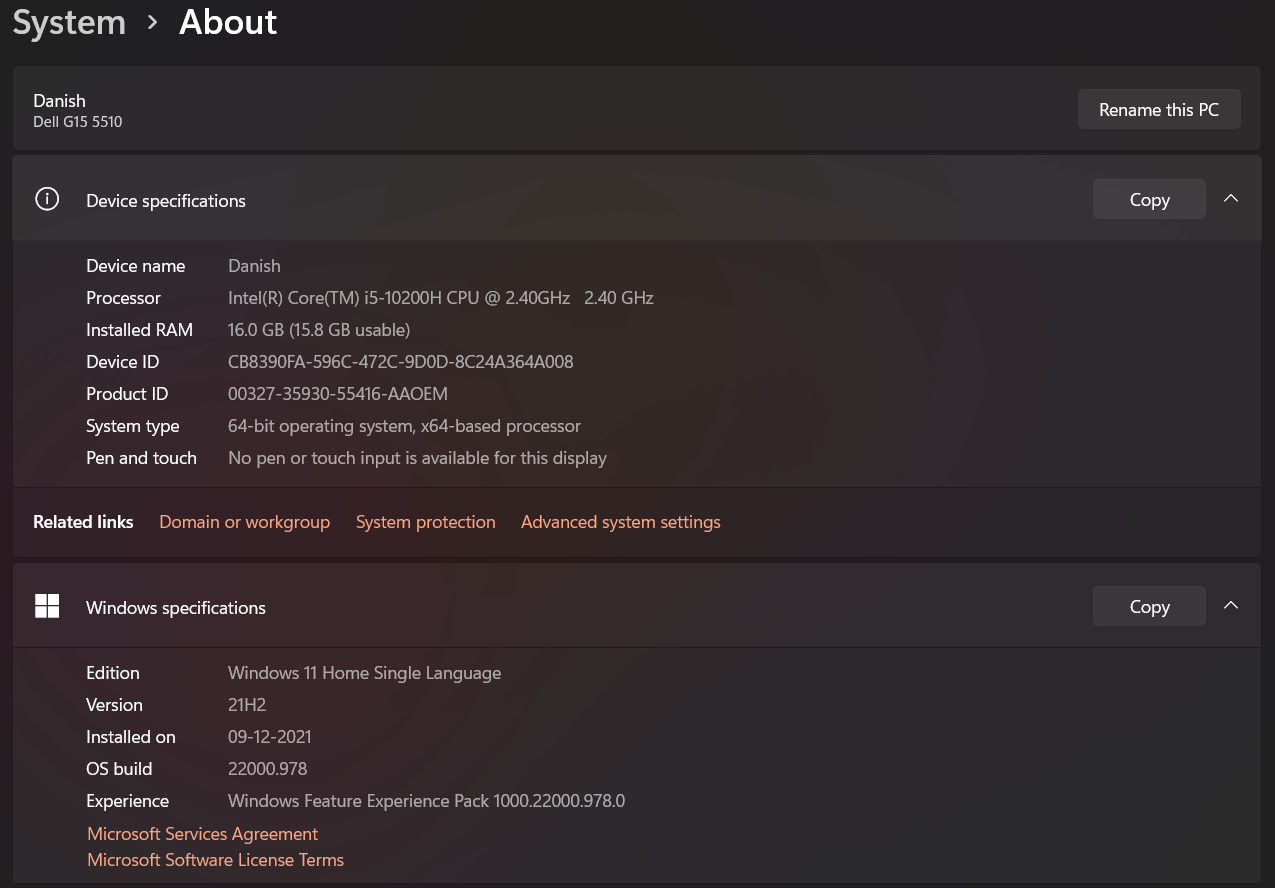 System > About
Danish
Dell G15 5510
Rename this PC
Device specifications
Copy
Device name Danish
Processor Intel(R) Core(TM) i5-10200H CPU @ 2.40GHz 2.40 GHz
Installed RAM 16.0 GB (15.8 GB usable)
Device ID CB8390FA-596C-472C-9D0D-8C24A364A008
Product ID 00327-35930-55416-AAOEM
System type 64-bit operating system, x64-based processor
Pen and touch No pen or touch input is available for this display
Related links Domain or workgroup System protection Advanced system settings
Windows specifications
Copy
Edition Windows 11 Home Single Language
Version 21H2
Installed on 09-12-2021
OS build 22000.978
Experience Windows Feature Experience Pack 1000.22000.978.0
Microsoft Services Agreement
Microsoft Software License Terms